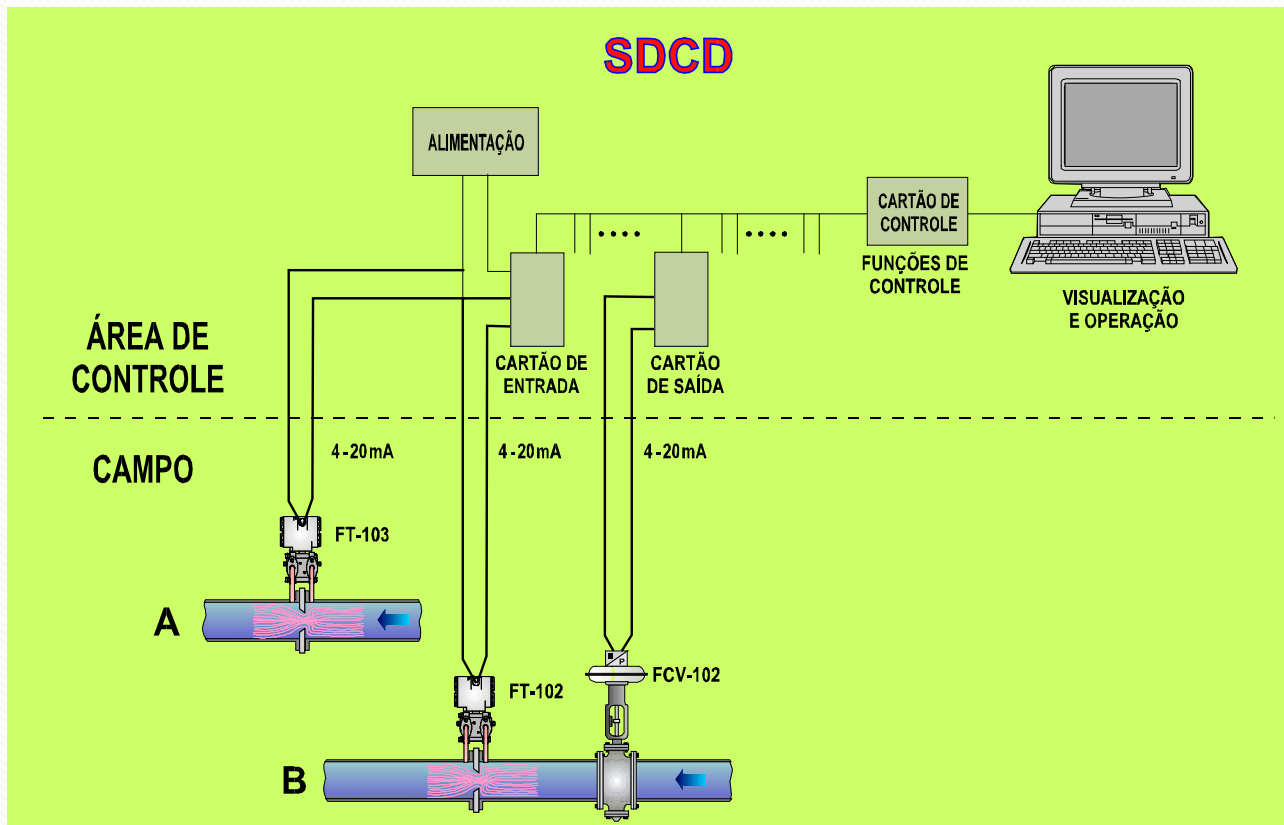 SDCD
ALIMENTAÇÃO
CARTÃO DE
CONTROLE
FUNÇÕES DE
CONTROLE
VISUALIZAÇÃO
E OPERAÇÃO
ÁREA DE
CONTROLE
CARTÃO DE
ENTRADA
CARTÃO
DE SAÍDA
CAMPO
4 -20mA
4 -20mA
4 -20mA
FT-103
A
P
FCV-102
FT-102
B